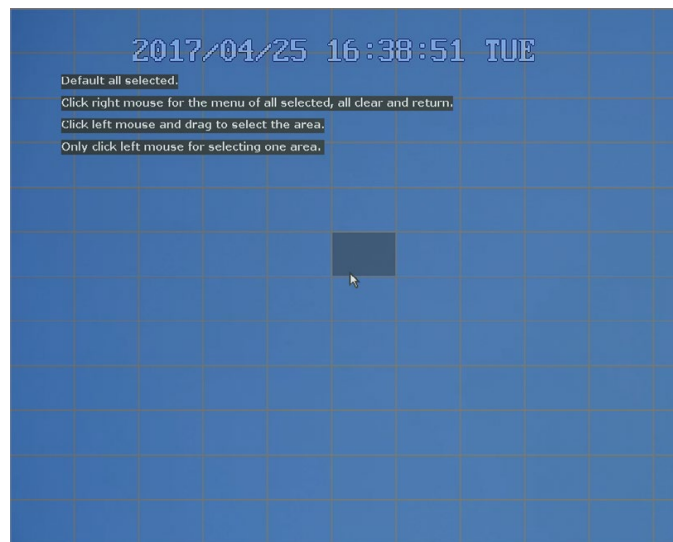 2017/04/25 16:38:51 TUE
Default all selected.
Click right mouse for the menu of all selected, all clear and return.
Click left mouse and drag to select the area.
Only click left mouse for selecting one area.